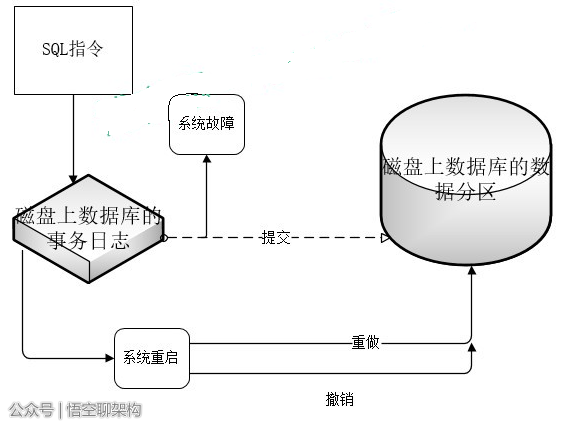 SQL指令
系统故障
磁盘上数据库的数
据分区
磁盘上数据库的
事务日志
提交
系统重启
重做
撤销
公众号 | 悟空聊架构